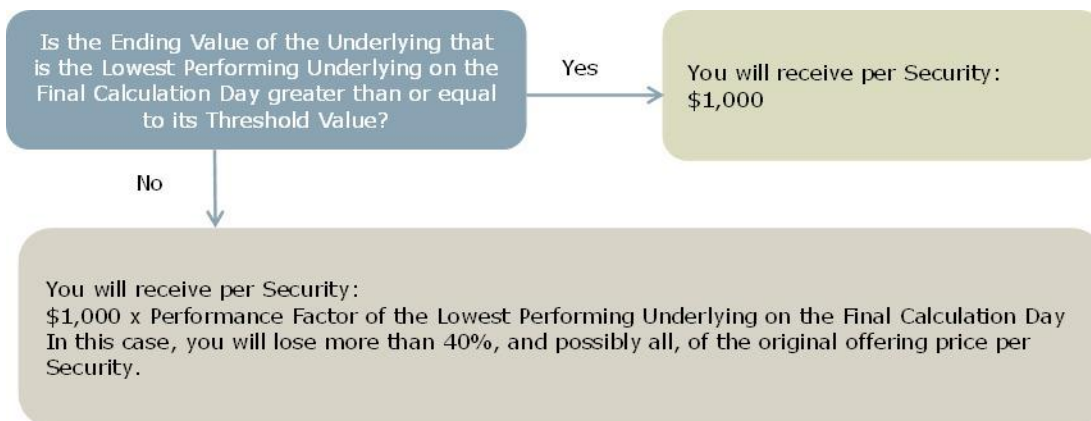 Is the Ending Value of the Underlying that
is the Lowest Performing Underlying on the
Final Calculation Day greater than or equal
to its Threshold Value?
Yes
You will receive per Security:
$1,000
No
You will receive per Security:
$1,000 x Performance Factor of the Lowest Performing Underlying on the Final Calculation Day
In this case, you will lose more than 40%, and possibly all, of the original offering price per
Security.